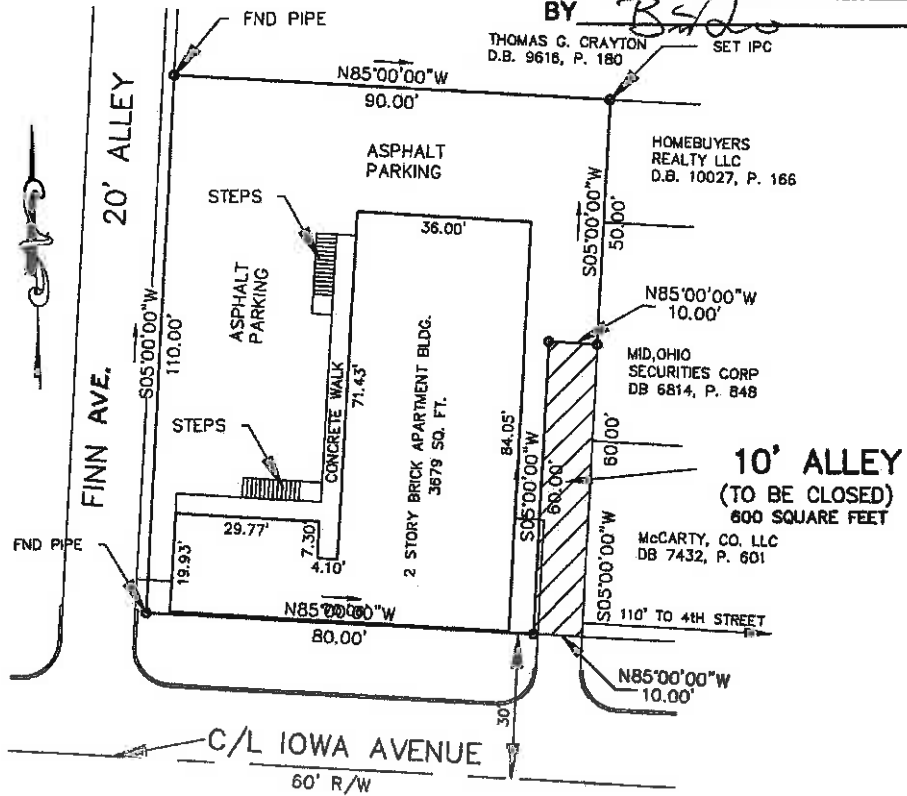 FND PIPE
BY
THOMAS G. CRAYTON
D.B. 9616, P. 180
SET IPC
N85°00'00"W
90.00'
20' ALLEY
ASPHALT
PARKING
HOMEBUYERS
REALTY LLC
D.B. 10027, P. 166
STEPS
36.00'
S05°00'00"W
50.00'
N85°00'00"W
10.00'
ASPHALT
PARKING
S05°00'00"W
110.00'
MID,OHIO
SECURITIES CORP
DB 6814, P. 848
CONCRETE WALK
71.43'
2 STORY BRICK APARTMENT BLDG.
3679 SQ. FT.
84.05'
FINN AVE.
STEPS
S05°00'00"W
60.00'
60.00'
10' ALLEY
(TO BE CLOSED)
600 SQUARE FEET
29.77'
7.30'
FND PIPE
19.93'
4.10'
McCARTY, CO. LLC
DB 7432, P. 601
S05°00'00"W
N85°00'00"W
80.00'
110' TO 4TH STREET
N85°00'00"W
10.00'
30'
C/L IOWA AVENUE
60' R/W